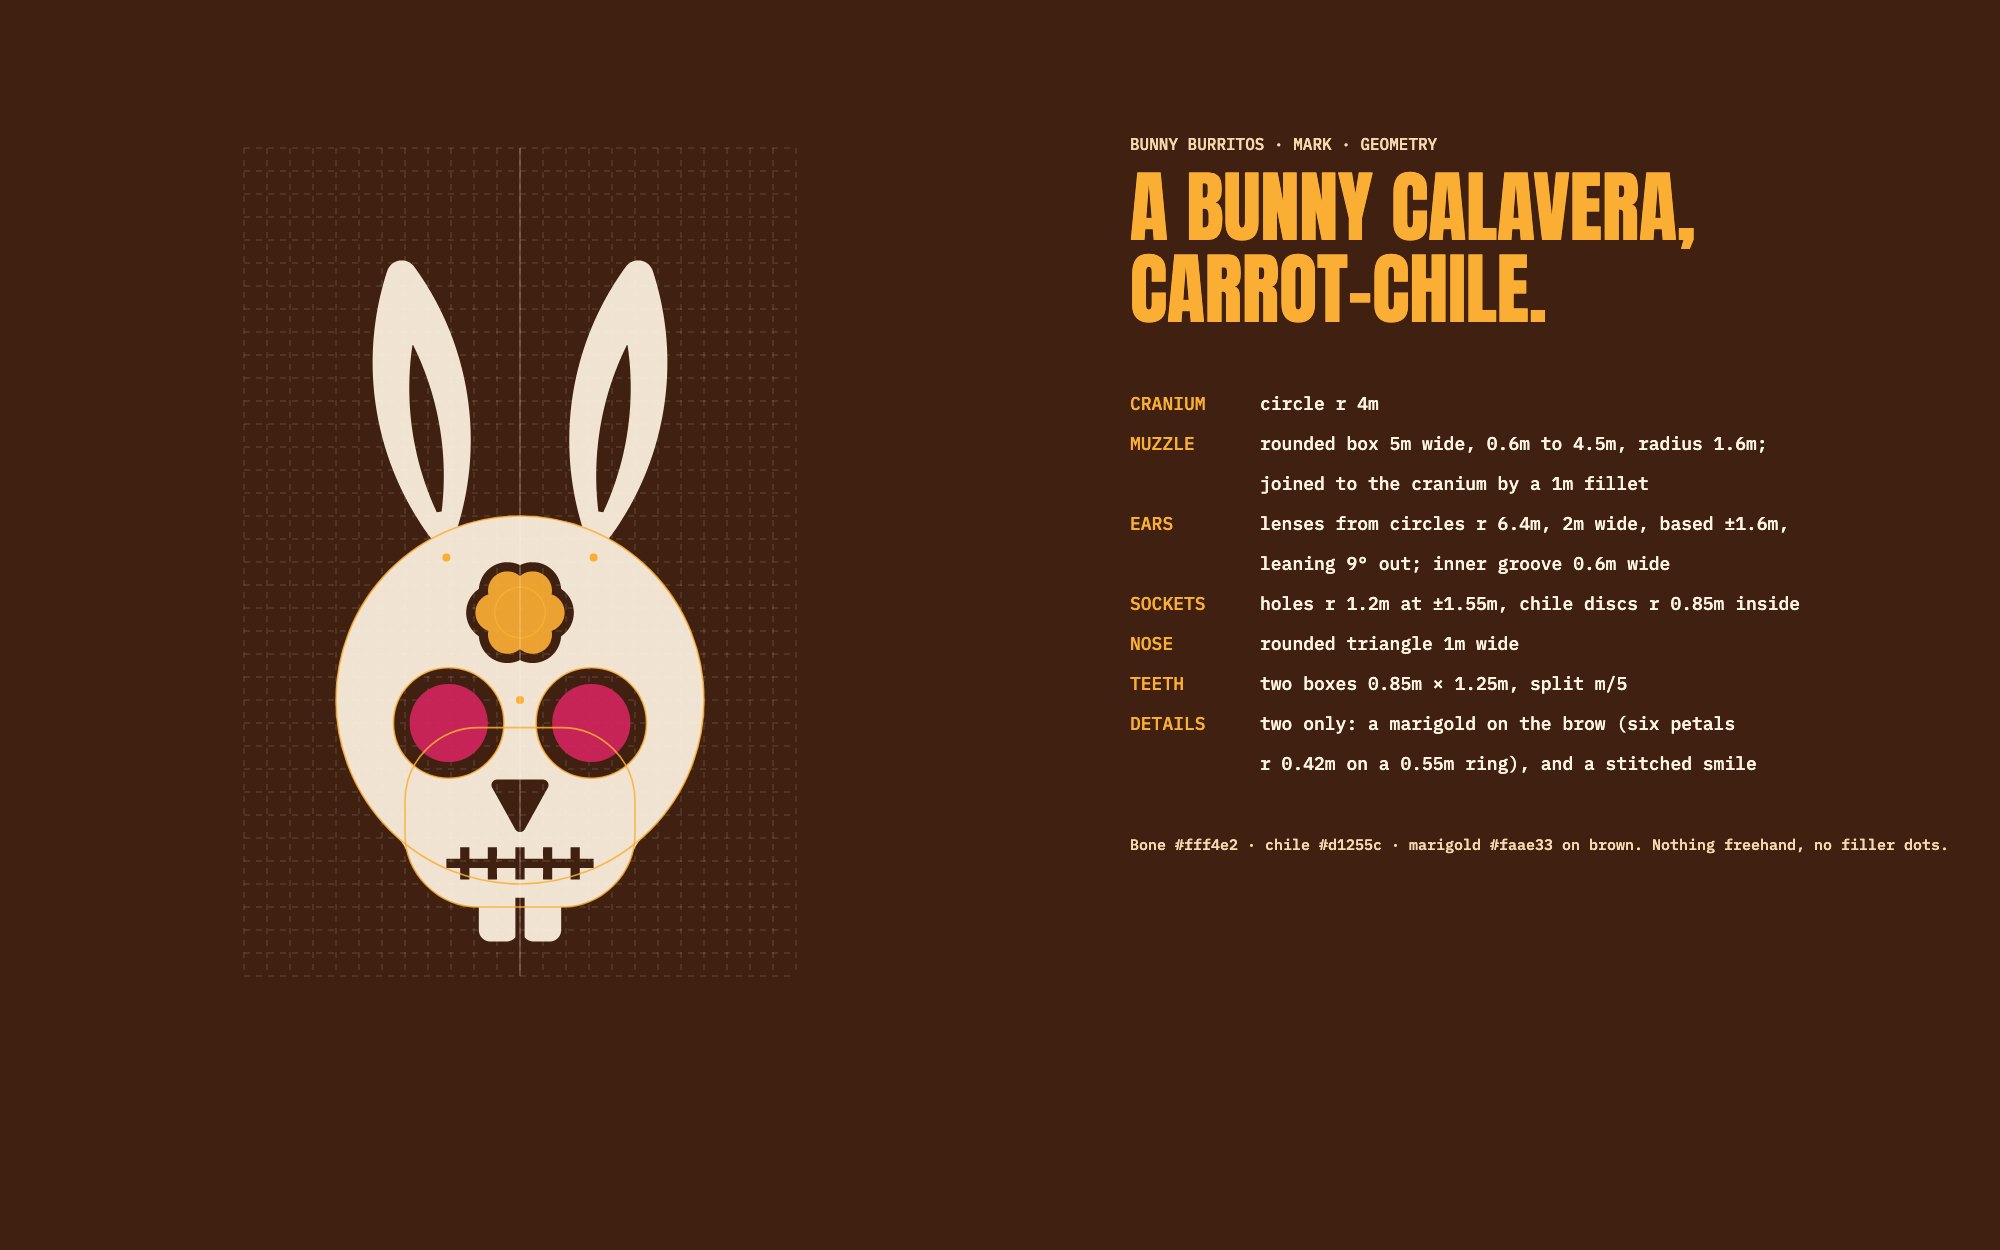 BUNNY BURRITOS · MARK · GEOMETRY
A BUNNY CALAVERA,
CARROT-CHILE.
CRANIUM circle r 4m
MUZZLE rounded box 5m wide, 0.6m to 4.5m, radius 1.6m;
joined to the cranium by a 1m fillet
EARS lenses from circles r 6.4m, 2m wide, based ±1.6m,
leaning 9° out; inner groove 0.6m wide
SOCKETS holes r 1.2m at ±1.55m, chile discs r 0.85m inside
NOSE rounded triangle 1m wide
TEETH two boxes 0.85m × 1.25m, split m/5
DETAILS two only: a marigold on the brow (six petals
r 0.42m on a 0.55m ring), and a stitched smile
Bone #fff4e2 · chile #d1255c · marigold #faae33 on brown. Nothing freehand, no filler dots.